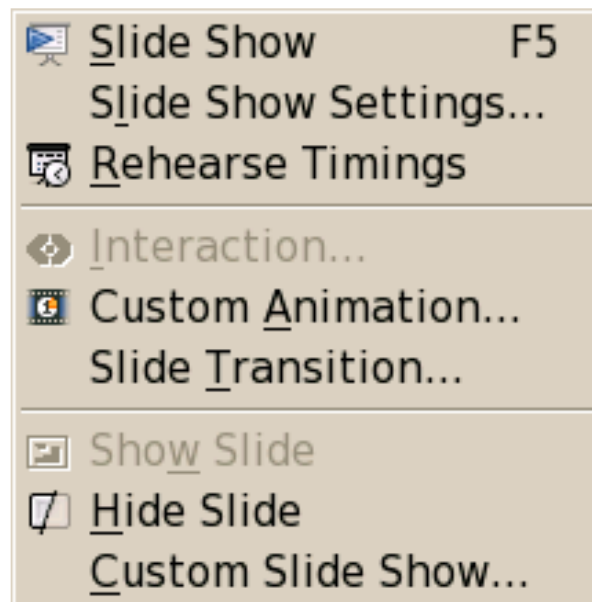 Slide Show F5
Slide Show Settings...
Rehearse Timings
Interaction...
Custom Animation...
Slide Transition...
Show Slide
Hide Slide
Custom Slide Show...